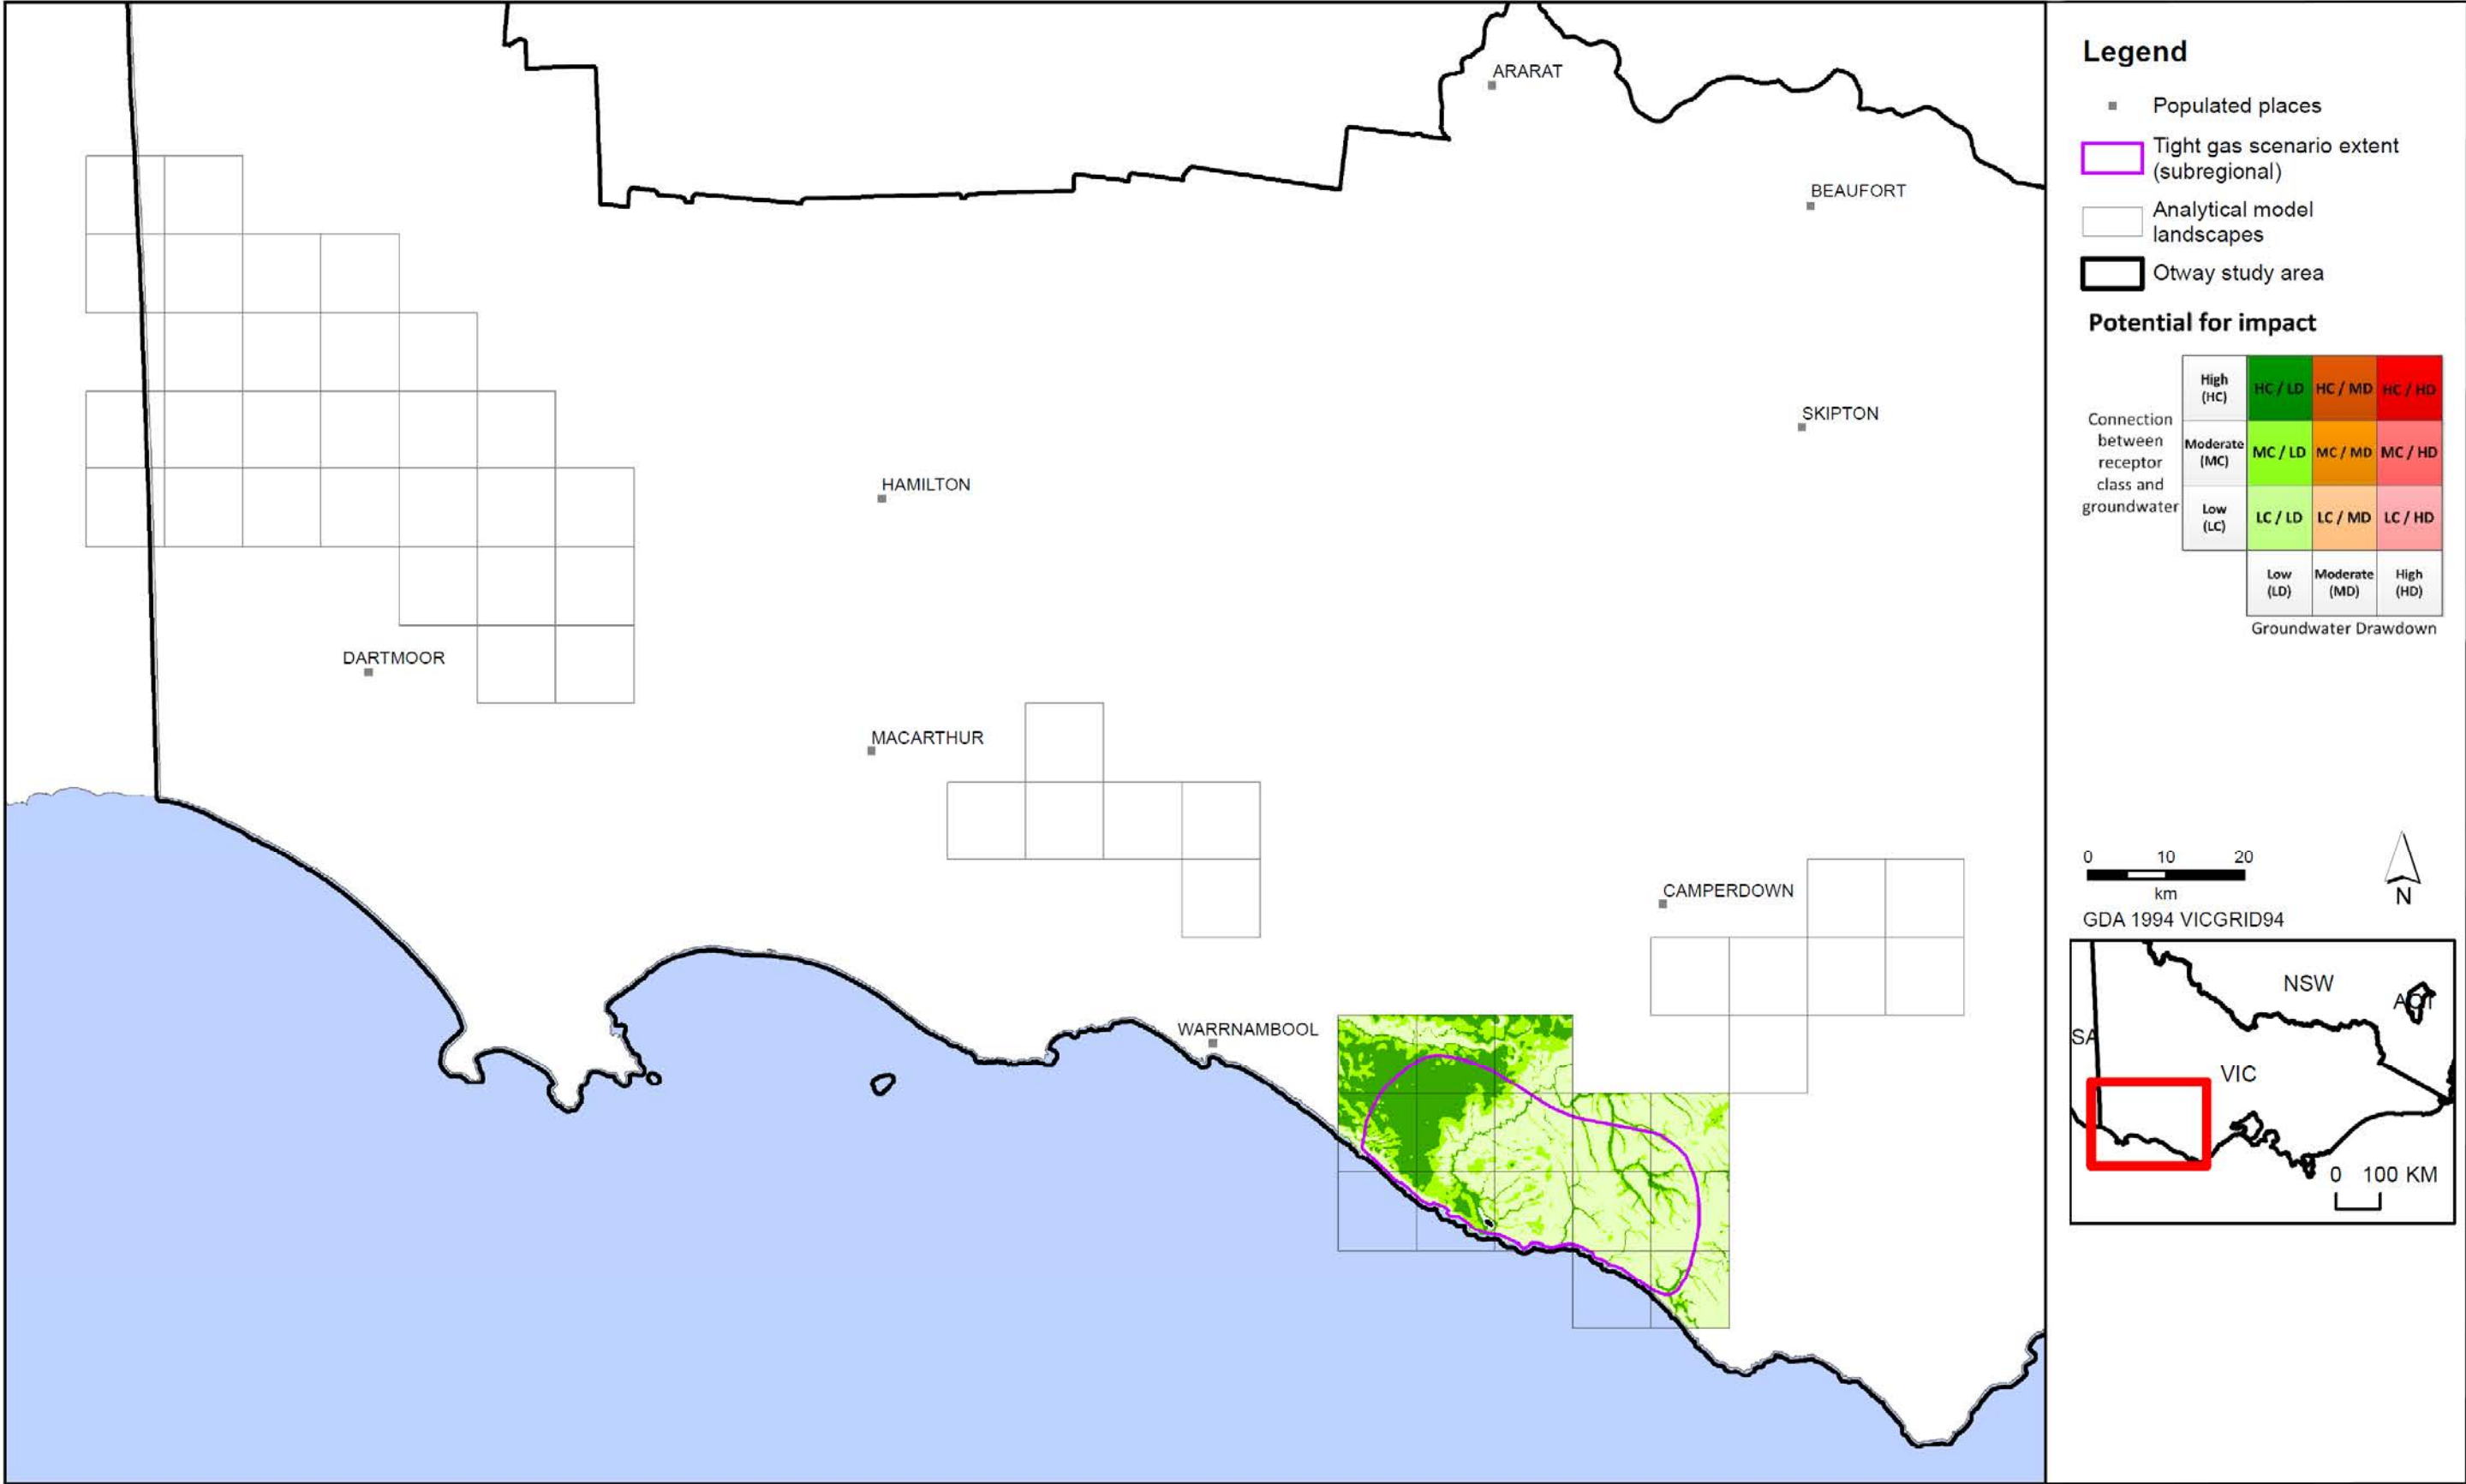 ARARAT
BEAUFORT
SKIPTON
HAMILTON
DARTMOOR
MACARTHUR
CAMPERDOWN
WARRNAMBOOL
Legend
Populated places
Tight gas scenario extent
(subregional)
Analytical model
landscapes
Otway study area
Potential for impact
Connection
between
receptor
class and
groundwater
High
(HC)
HC / LD HC / MD HC / HD
Moderate
(MC)
MC / LD MC / MD MC / HD
Low
(LC)
LC / LD LC / MD LC / HD
Low
(LD)
Moderate
(MD)
High
(HD)
Groundwater Drawdown
0 10 20
km
N
GDA 1994 VICGRID94
NSW
ACT
SA
VIC
0 100 KM